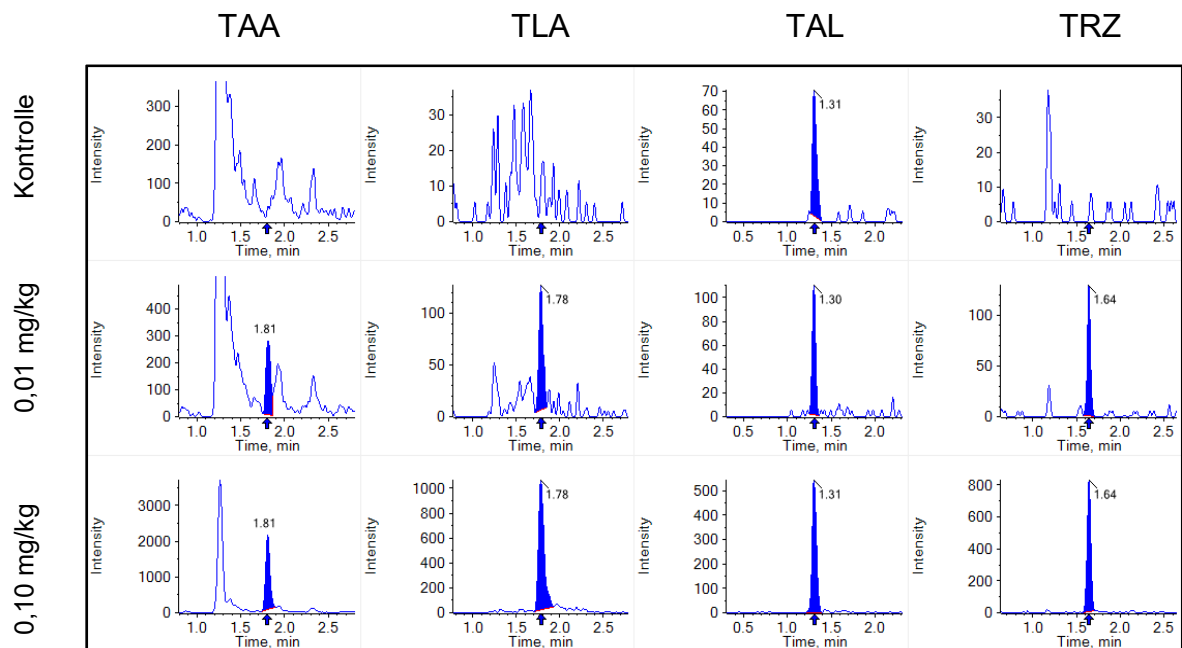 TAA TLA TAL TRZ
Kontrolle
Intensity
300
200
100
0
1.0 1.5 2.0 2.5
Time, min
Intensity
30
20
10
0
1.0 1.5 2.0 2.5
Time, min
Intensity
70
60
50
40
30
20
10
0
1.31
0.5 1.0 1.5 2.0
Time, min
Intensity
30
20
10
0
1.0 1.5 2.0 2.5
Time, min
0,01 mg/kg
Intensity
400
300
200
100
0
1.81
1.0 1.5 2.0 2.5
Time, min
Intensity
100
50
0
1.78
1.0 1.5 2.0 2.5
Time, min
Intensity
100
80
60
40
20
0
1.30
0.5 1.0 1.5 2.0
Time, min
Intensity
100
50
0
1.64
1.0 1.5 2.0 2.5
Time, min
0,10 mg/kg
Intensity
3000
2000
1000
0
1.81
1.0 1.5 2.0 2.5
Time, min
Intensity
1000
800
600
400
200
0
1.78
1.0 1.5 2.0 2.5
Time, min
Intensity
500
400
300
200
100
0
1.31
0.5 1.0 1.5 2.0
Time, min
Intensity
800
600
400
200
0
1.64
1.0 1.5 2.0 2.5
Time, min